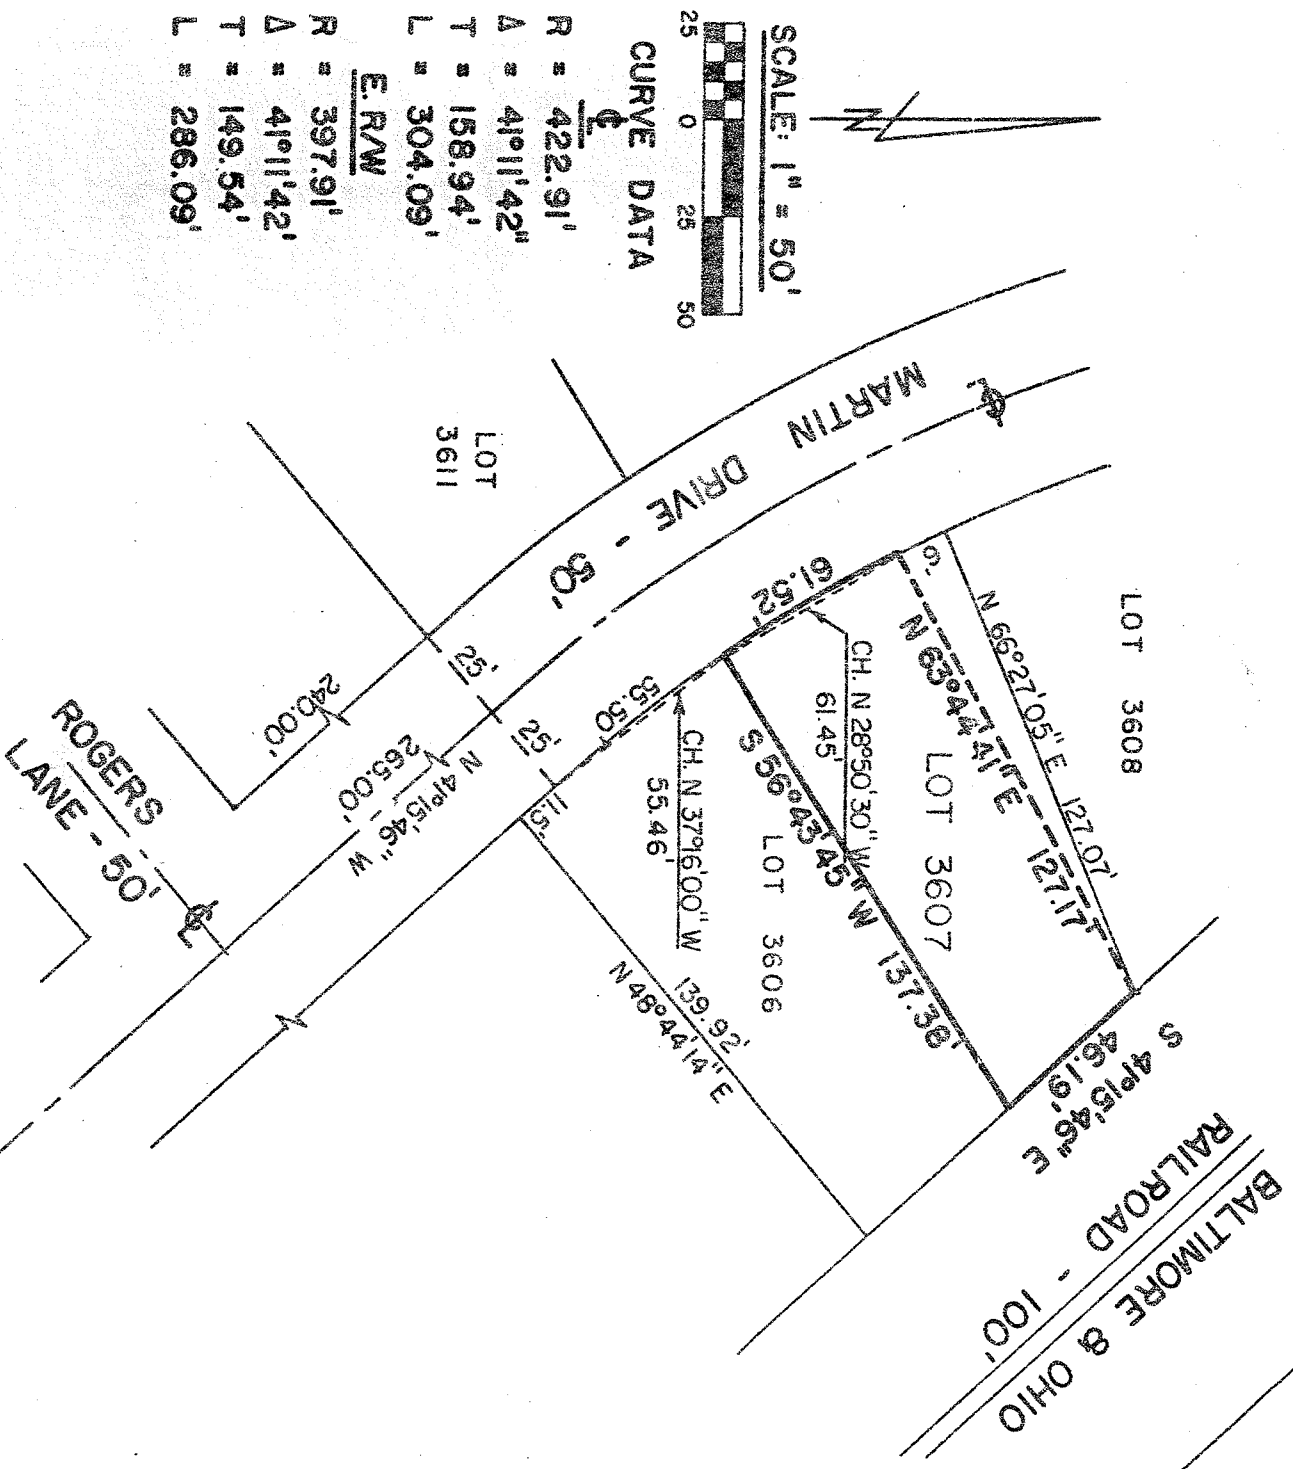 SCALE: 1" = 50'
25 0 25 50
CURVE DATA
℄
R = 422.91'
Δ = 41°11'42"
T = 158.94'
L = 304.09'
E. R/W
R = 397.91'
Δ = 41°11'42'
T = 149.54'
L = 286.09'
MARTIN DRIVE - 50'
℄
LOT
3611
LOT 3608
9'
N 66°27'05" E 127.07'
N 63°44'41" E 127.17'
LOT 3607
61.52'
CH. N 28°50'30" W
61.45'
S 56°43'45" W 137.38'
S 41°15'46" E
46.19'
55.50
CH. N 37°16'00" W
55.46'
LOT 3606
139.92'
N 48°44'14" E
25'
25'
11.5'
240.00'
265.00'
N 41°15'46" W
ROGERS
LANE - 50'
℄
BALTIMORE & OHIO
RAILROAD - 100'